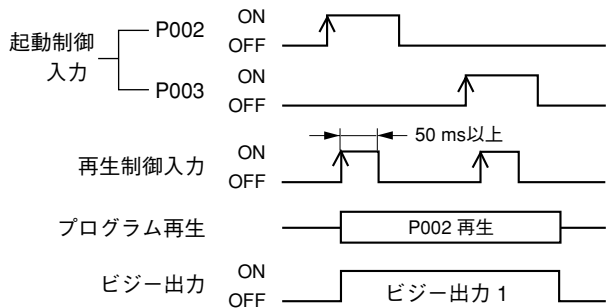 起動制御
入力
P002
ON
OFF
P003
ON
OFF
50 ms以上
再生制御入力
ON
OFF
プログラム再生
P002 再生
ビジー出力
ON
OFF
ビジー出力 1